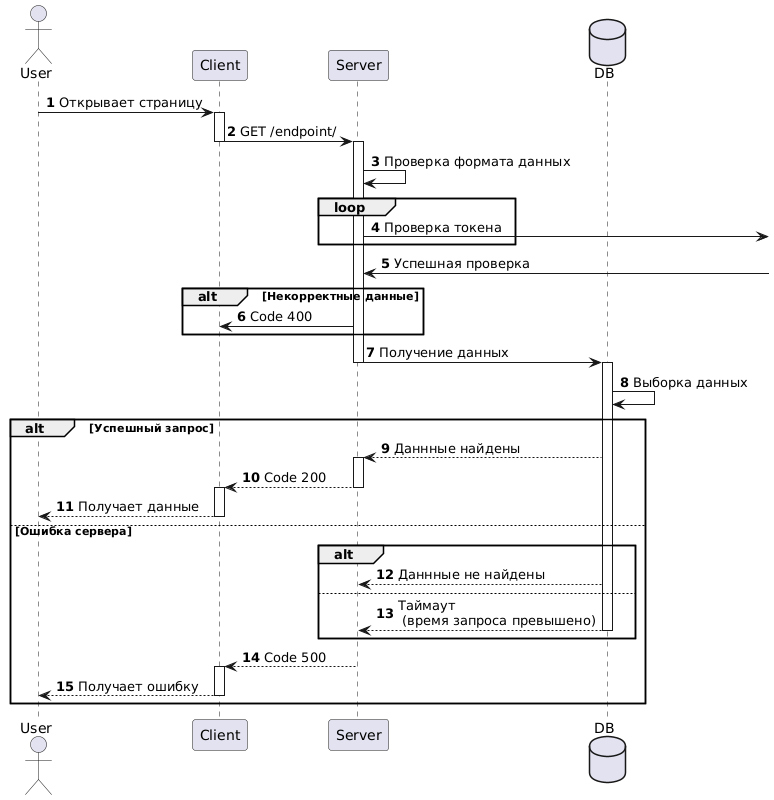 User
Client
Server
DB
1 Открывает страницу
2 GET /endpoint/
3 Проверка формата данных
loop
4 Проверка токена
5 Успешная проверка
alt [Некорректные данные]
6 Code 400
7 Получение данных
8 Выборка данных
alt [Успешный запрос]
9 Даннные найдены
10 Code 200
11 Получает данные
[Ошибка сервера]
alt
12 Даннные не найдены
13 Таймаут
(время запроса превышено)
14 Code 500
15 Получает ошибку
User
Client
Server
DB